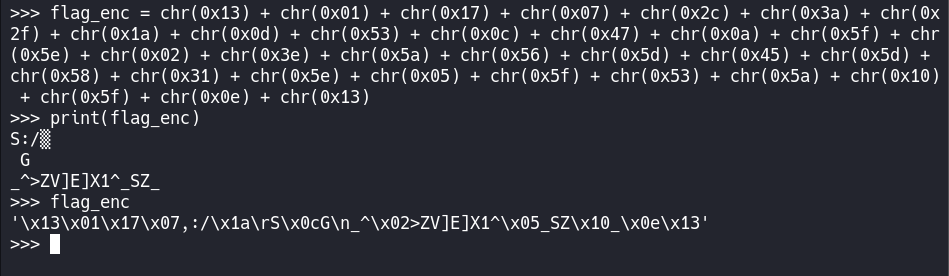 >>> flag_enc = chr(0x13) + chr(0x01) + chr(0x17) + chr(0x07) + chr(0x2c) + chr(0x3a) + chr(0x
2f) + chr(0x1a) + chr(0x0d) + chr(0x53) + chr(0x0c) + chr(0x47) + chr(0x0a) + chr(0x5f) + chr
(0x5e) + chr(0x02) + chr(0x3e) + chr(0x5a) + chr(0x56) + chr(0x5d) + chr(0x45) + chr(0x5d) +
chr(0x58) + chr(0x31) + chr(0x5e) + chr(0x05) + chr(0x5f) + chr(0x53) + chr(0x5a) + chr(0x10)
 + chr(0x5f) + chr(0x0e) + chr(0x13)
>>> print(flag_enc)
S:/▒
 G
_^>ZV]E]X1^_SZ_
>>> flag_enc
'\x13\x01\x17\x07,:/\x1a\rS\x0cG\n_^\x02>ZV]E]X1^\x05_SZ\x10_\x0e\x13'
>>>